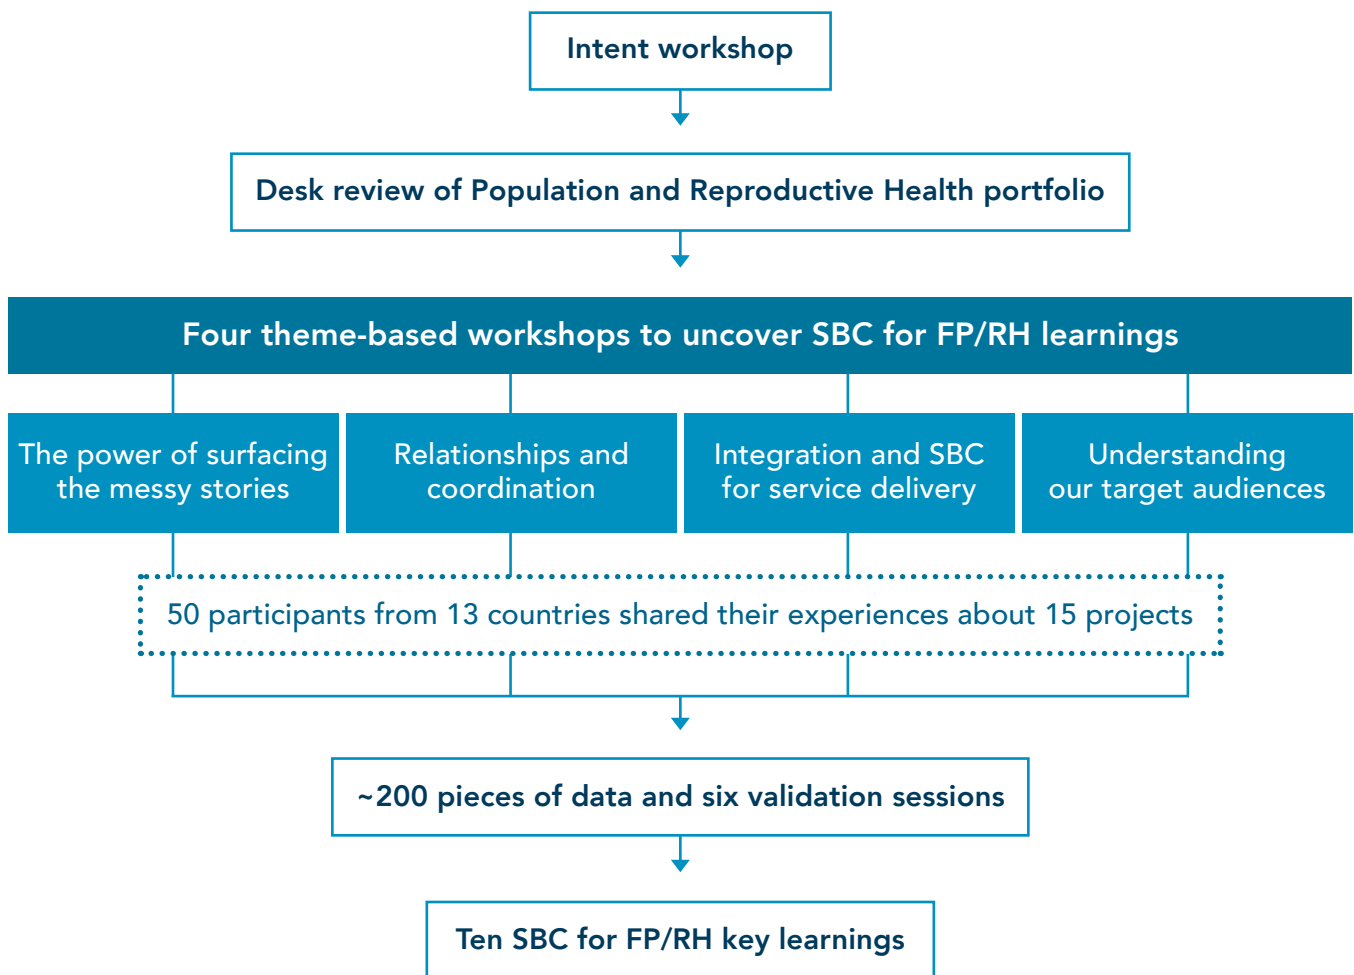 Intent workshop
Desk review of Population and Reproductive Health portfolio
Four theme-based workshops to uncover SBC for FP/RH learnings
The power of surfacing
the messy stories
Relationships and
coordination
Integration and SBC
for service delivery
Understanding
our target audiences
50 participants from 13 countries shared their experiences about 15 projects
~200 pieces of data and six validation sessions
Ten SBC for FP/RH key learnings